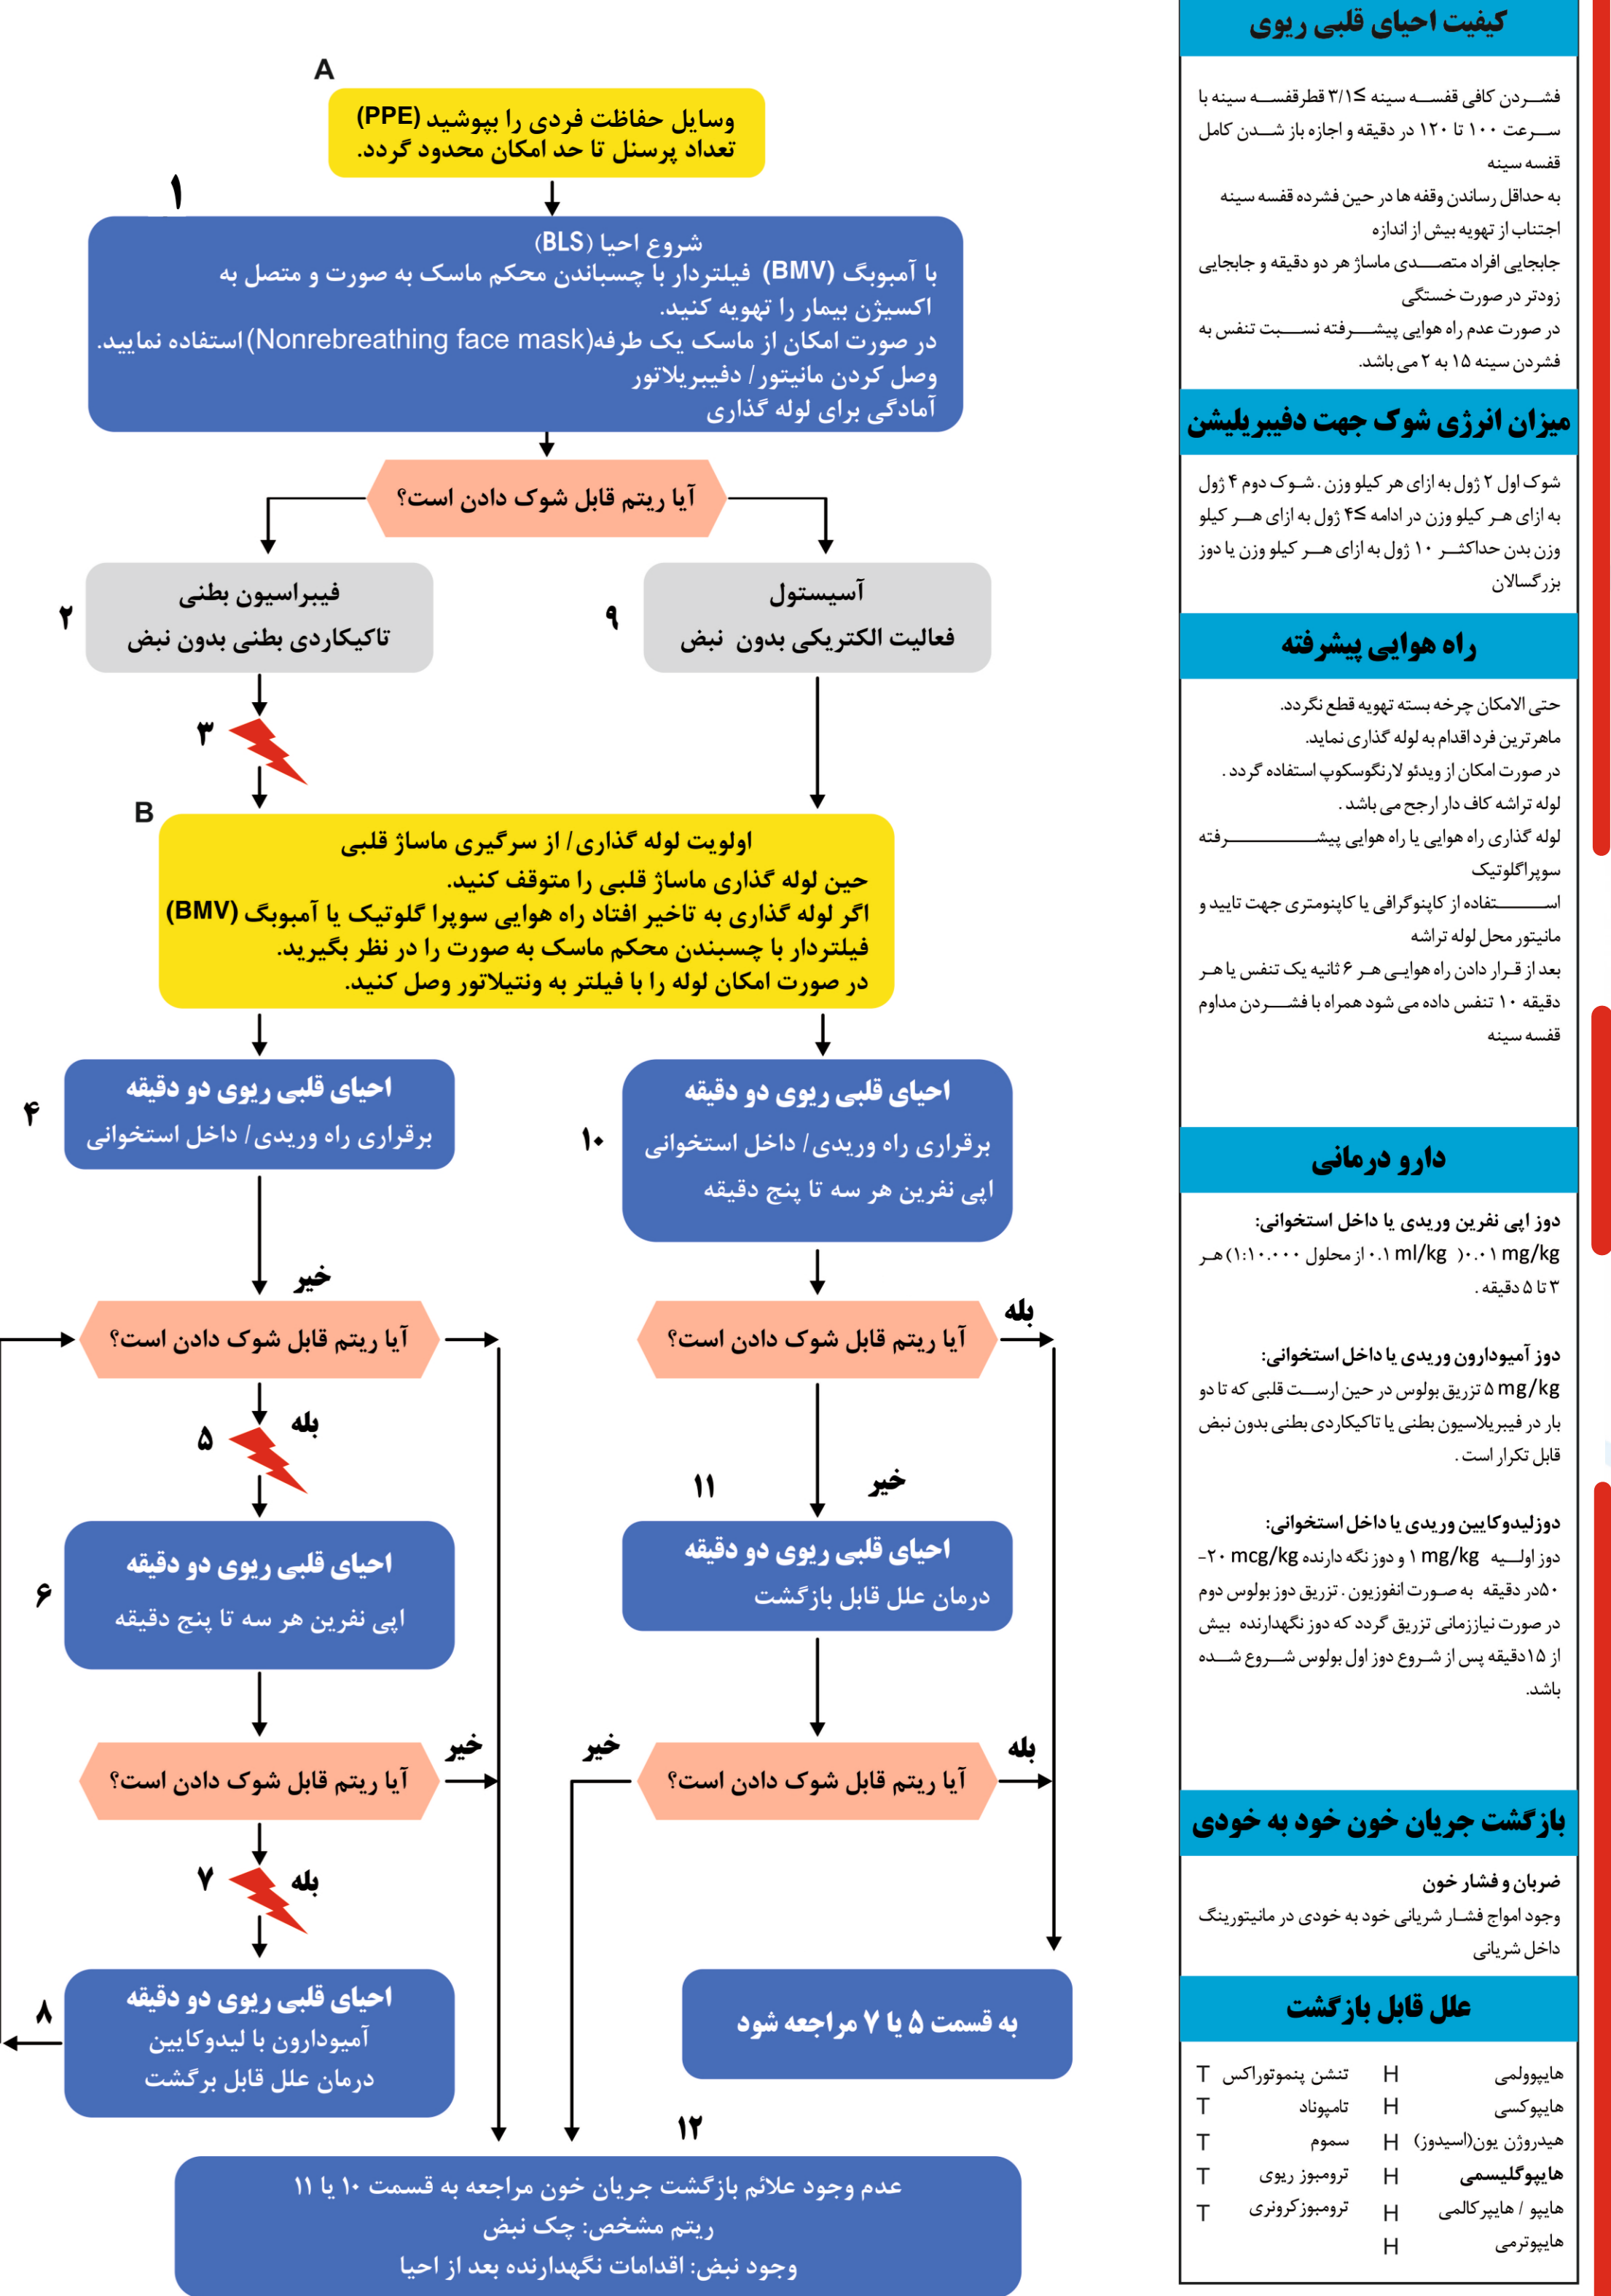 A
وسایل حفاظت فردی را بپوشید (PPE)
تعداد پرسنل تا حد امکان محدود گردد.
۱
شروع احیا (BLS)
با آمبوبگ (BMV) فیلتردار با چسباندن محکم ماسک به صورت و متصل به
اکسیژن بیمار را تهویه کنید.
در صورت امکان از ماسک یک طرفه(Nonrebreathing face mask) استفاده نمایید.
وصل کردن مانیتور/ دفیبریلاتور
آمادگی برای لوله گذاری
آیا ریتم قابل شوک دادن است؟
۲
فیبراسیون بطنی
تاکیکاردی بطنی بدون نبض
۹
آسیستول
فعالیت الکتریکی بدون نبض
۳
B
اولویت لوله گذاری/ از سرگیری ماساژ قلبی
حین لوله گذاری ماساژ قلبی را متوقف کنید.
اگر لوله گذاری به تاخیر افتاد راه هوایی سوپرا گلوتیک یا آمبوبگ (BMV)
فیلتردار با چسبندن محکم ماسک به صورت را در نظر بگیرید.
در صورت امکان لوله را با فیلتر به ونتیلاتور وصل کنید.
۴
احیای قلبی ریوی دو دقیقه
برقراری راه وریدی/ داخل استخوانی
۱۰
احیای قلبی ریوی دو دقیقه
برقراری راه وریدی/ داخل استخوانی
اپی نفرین هر سه تا پنج دقیقه
خیر
آیا ریتم قابل شوک دادن است؟
بله
آیا ریتم قابل شوک دادن است؟
بله
۵
خیر
۱۱
احیای قلبی ریوی دو دقیقه
اپی نفرین هر سه تا پنج دقیقه
۶
احیای قلبی ریوی دو دقیقه
درمان علل قابل بازگشت
آیا ریتم قابل شوک دادن است؟
خیر
خیر
آیا ریتم قابل شوک دادن است؟
بله
بله
۷
احیای قلبی ریوی دو دقیقه
آمیودارون با لیدوکایین
درمان علل قابل برگشت
۸
به قسمت ۵ یا ۷ مراجعه شود
۱۲
عدم وجود علائم بازگشت جریان خون مراجعه به قسمت ۱۰ یا ۱۱
ریتم مشخص: چک نبض
وجود نبض: اقدامات نگهدارنده بعد از احیا
کیفیت احیای قلبی ریوی
فشردن کافی قفسه سینه ≥۳/۱ قطرقفسه سینه با
سرعت ۱۰۰ تا ۱۲۰ در دقیقه و اجازه باز شدن کامل
قفسه سینه
به حداقل رساندن وقفه ها در حین فشرده قفسه سینه
اجتناب از تهویه بیش از اندازه
جابجایی افراد متصدی ماساژ هر دو دقیقه و جابجایی
زودتر در صورت خستگی
در صورت عدم راه هوایی پیشرفته نسبت تنفس به
فشردن سینه ۱۵ به ۲ می باشد.
میزان انرژی شوک جهت دفیبریلیشن
شوک اول ۲ ژول به ازای هر کیلو وزن . شوک دوم ۴ ژول
به ازای هر کیلو وزن در ادامه ≥۴ ژول به ازای هر کیلو
وزن بدن حداکثر ۱۰ ژول به ازای هر کیلو وزن یا دوز
بزرگسالان
راه هوایی پیشرفته
حتی الامکان چرخه بسته تهویه قطع نگردد.
ماهرترین فرد اقدام به لوله گذاری نماید.
در صورت امکان از ویدئو لارنگوسکوپ استفاده گردد .
لوله تراشه کاف دار ارجح می باشد .
لوله گذاری راه هوایی یا راه هوایی پیشرفته
سوپراگلوتیک
استفاده از کاپنوگرافی یا کاپنومتری جهت تایید و
مانیتور محل لوله تراشه
بعد از قرار دادن راه هوایی هر ۶ ثانیه یک تنفس یا هر
دقیقه ۱۰ تنفس داده می شود همراه با فشردن مداوم
قفسه سینه
دارو درمانی
دوز اپی نفرین وریدی یا داخل استخوانی:
۰.۰۱ mg/kg (۰.۱ ml/kg از محلول ۱:۱۰.۰۰۰) هر
۳ تا ۵ دقیقه .
دوز آمیودارون وریدی یا داخل استخوانی:
۵ mg/kg تزریق بولوس در حین ارست قلبی که تا دو
بار در فیبریلاسیون بطنی یا تاکیکاردی بطنی بدون نبض
قابل تکرار است .
دوزلیدوکایین وریدی یا داخل استخوانی:
دوز اولیه ۱ mg/kg و دوز نگه دارنده ۲۰ mcg/kg-
۵۰در دقیقه به صورت انفوزیون . تزریق دوز بولوس دوم
در صورت نیاززمانی تزریق گردد که دوز نگهدارنده بیش
از ۱۵دقیقه پس از شروع دوز اول بولوس شروع شده
باشد.
بازگشت جریان خون خود به خودی
ضربان و فشار خون
وجود امواج فشار شریانی خود به خودی در مانیتورینگ
داخل شریانی
علل قابل بازگشت
هایپوولمی H تنشن پنموتوراکس T
هایپوکسی H تامپوناد T
هیدروژن یون(اسیدوز) H سموم T
هایپوگلیسمی H ترومبوز ریوی T
هایپو / هایپرکالمی H ترومبوزکرونری T
هایپوترمی H